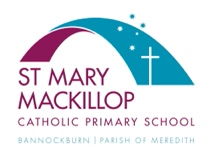 ST MARY
MACKILLOP
CATHOLIC PRIMARY SCHOOL
BANNOCKBURN | PARISH OF MEREDITH